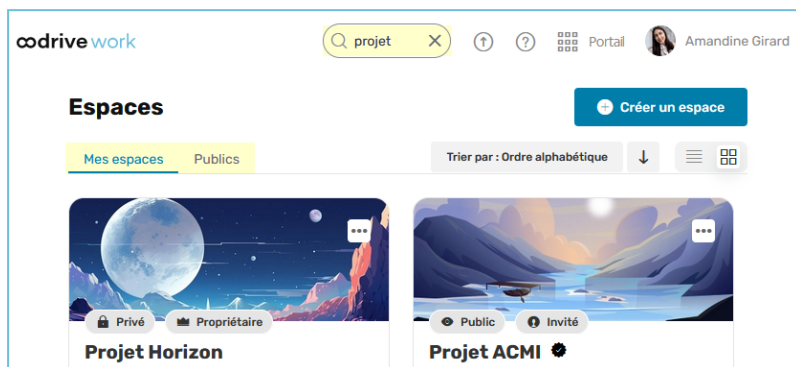 oodrive work
projet
Portail
Amandine Girard
Espaces
Créer un espace
Mes espaces
Publics
Trier par : Ordre alphabétique
Privé
Propriétaire
Public
Invité
Projet Horizon
Projet ACMI